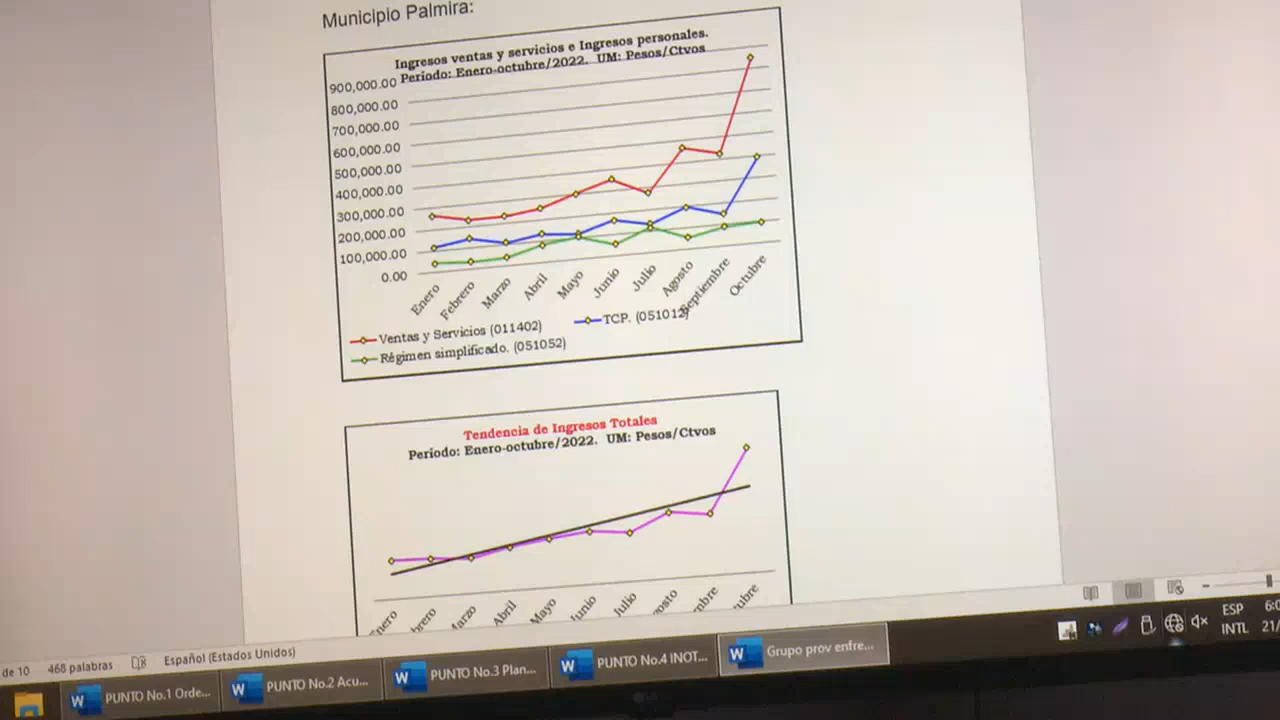 Municipio Palmira:
Ingresos ventas y servicios e Ingresos personales.
Periodo: Enero-octubre/2022. UM: Pesos/Ctvos
900,000.00
800,000.00
700,000.00
600,000.00
500,000.00
400,000.00
300,000.00
200,000.00
100,000.00
0.00
Enero
Febrero
Marzo
Abril
Mayo
Junio
Julio
Agosto
Septiembre
Octubre
Ventas y Servicios (011402)
TCP. (051012)
Régimen simplificado. (051052)
Tendencia de Ingresos Totales
Periodo: Enero-octubre/2022. UM: Pesos/Ctvos
Abril
Mayo
Julio
de 10 468 palabras Español (Estados Unidos)
PUNTO No.1 Orde... PUNTO No.2 Acu... PUNTO No.3 Plan... PUNTO No.4 INOT... Grupo prov enfre...
ESP
INTL